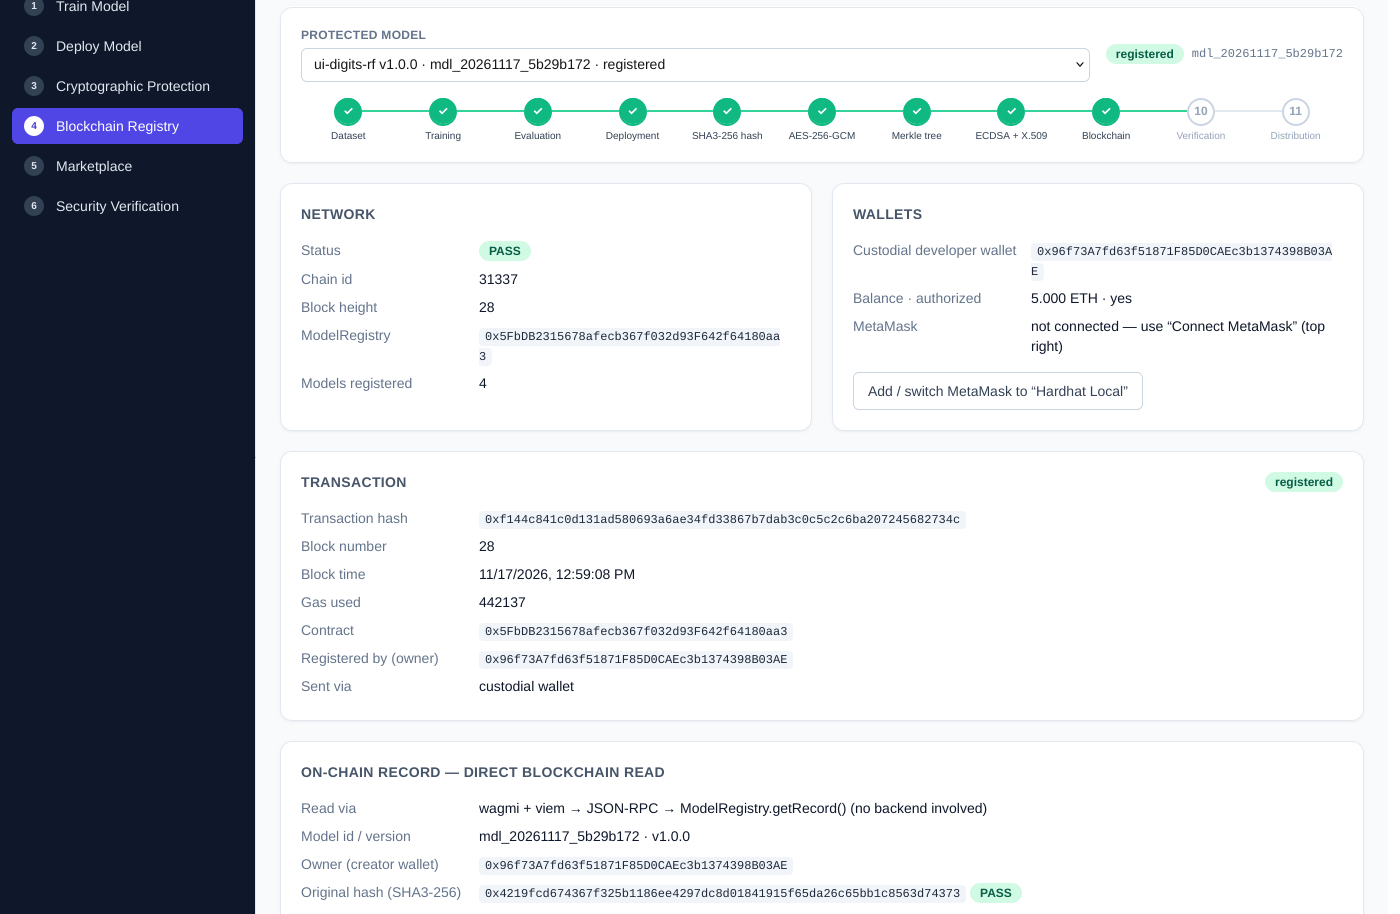 1 Train Model
2 Deploy Model
3 Cryptographic Protection
4 Blockchain Registry
5 Marketplace
6 Security Verification
PROTECTED MODEL
ui-digits-rf v1.0.0 · mdl_20261117_5b29b172 · registered
registered mdl_20261117_5b29b172
10 11
Dataset Training Evaluation Deployment SHA3-256 hash AES-256-GCM Merkle tree ECDSA + X.509 Blockchain Verification Distribution
NETWORK
Status PASS
Chain id 31337
Block height 28
ModelRegistry 0x5FbDB2315678afecb367f032d93F642f64180aa
3
Models registered 4
WALLETS
Custodial developer wallet 0x96f73A7fd63f51871F85D0CAEc3b1374398B03A
E
Balance · authorized 5.000 ETH · yes
MetaMask not connected — use “Connect MetaMask” (top
right)
Add / switch MetaMask to “Hardhat Local”
TRANSACTION registered
Transaction hash 0xf144c841c0d131ad580693a6ae34fd33867b7dab3c0c5c2c6ba207245682734c
Block number 28
Block time 11/17/2026, 12:59:08 PM
Gas used 442137
Contract 0x5FbDB2315678afecb367f032d93F642f64180aa3
Registered by (owner) 0x96f73A7fd63f51871F85D0CAEc3b1374398B03AE
Sent via custodial wallet
ON-CHAIN RECORD — DIRECT BLOCKCHAIN READ
Read via wagmi + viem → JSON-RPC → ModelRegistry.getRecord() (no backend involved)
Model id / version mdl_20261117_5b29b172 · v1.0.0
Owner (creator wallet) 0x96f73A7fd63f51871F85D0CAEc3b1374398B03AE
Original hash (SHA3-256) 0x4219fcd674367f325b1186ee4297dc8d01841915f65da26c65bb1c8563d74373 PASS